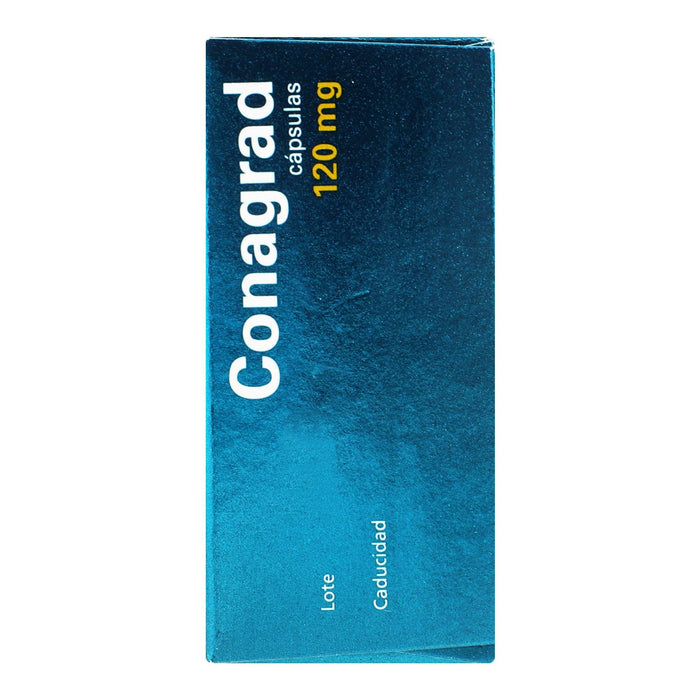 Conagrad
cápsulas
120 mg
Lote
Caducidad